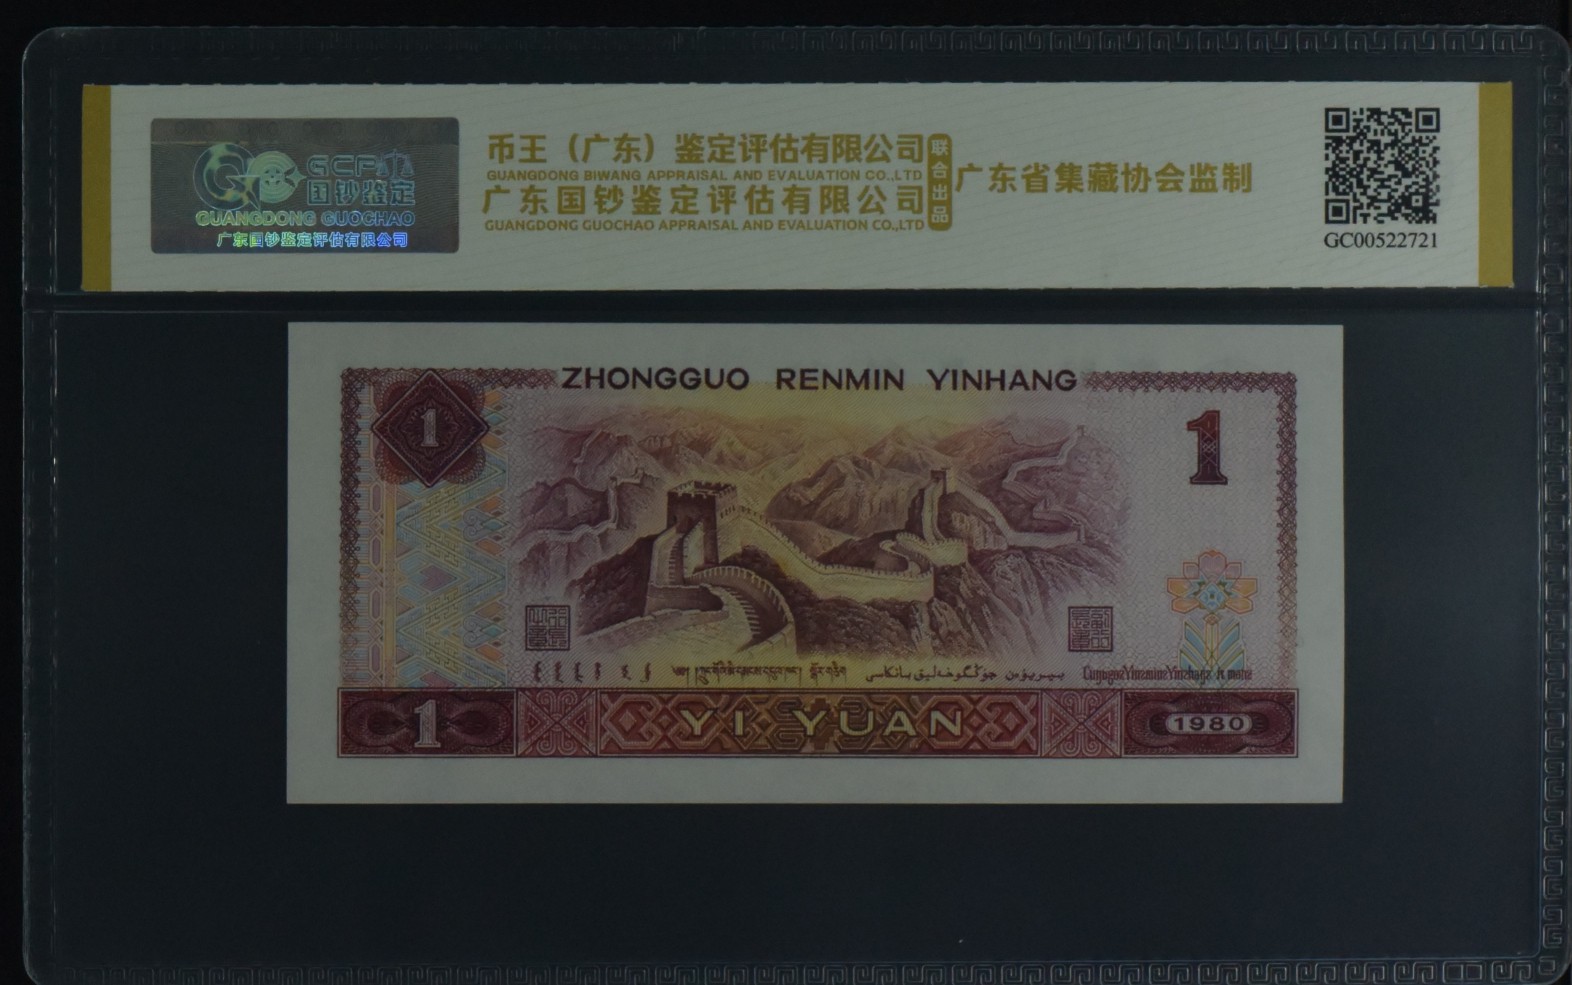 GCP
国钞鉴定
GUANGDONG GUOCHAO
广东国钞鉴定评估有限公司
币王（广东）鉴定评估有限公司
GUANGDONG BIWANG APPRAISAL AND EVALUATION CO.,LTD
广东国钞鉴定评估有限公司
GUANGDONG GUOCHAO APPRAISAL AND EVALUATION CO.,LTD
联合出品
广东省集藏协会监制
GC00522721
ZHONGGUO RENMIN YINHANG
1
1
1
YI YUAN
1980